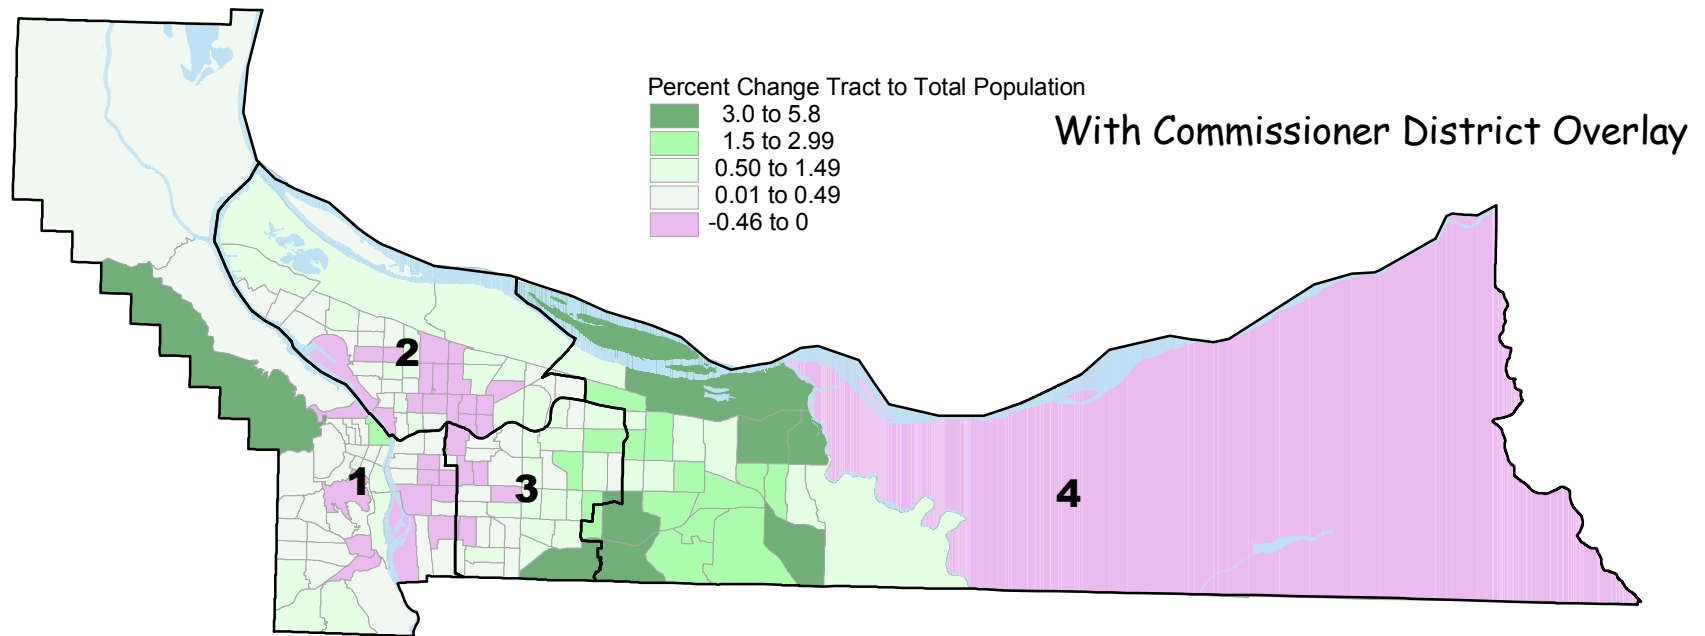 Percent Change Tract to Total Population
3.0 to 5.8
1.5 to 2.99
0.50 to 1.49
0.01 to 0.49
-0.46 to 0
With Commissioner District Overlay
2
1
3
4